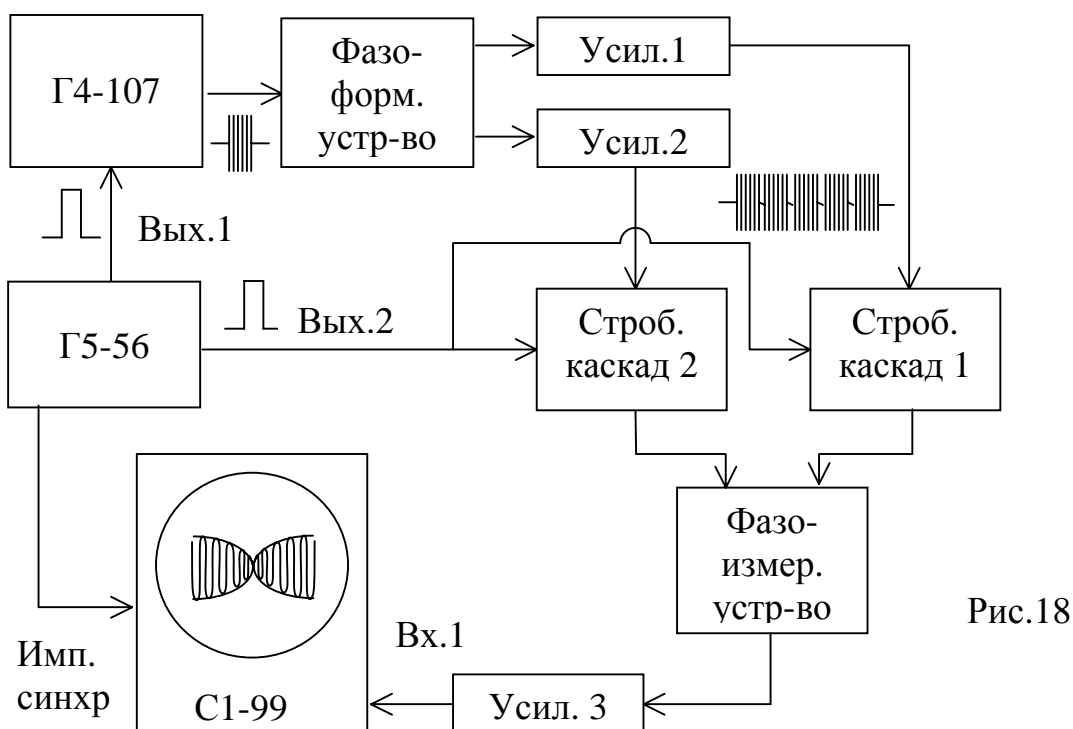 Г4-107
Фазо-
форм.
устр-во
Усил.1
Усил.2
Вых.1
Г5-56
Вых.2
Строб.
каскад 2
Строб.
каскад 1
Фазо-
измер.
устр-во
Рис.18
Имп.
синхр
С1-99
Вх.1
Усил. 3